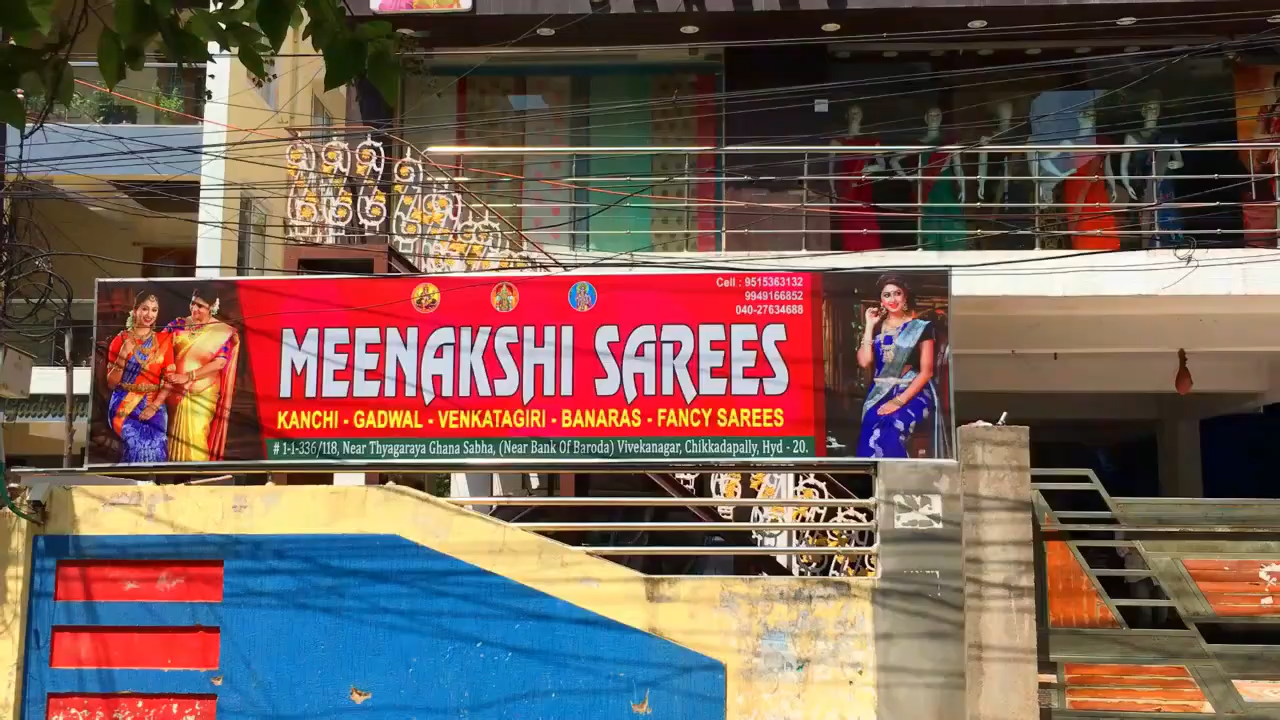 Cell : 9515363132
9949166852
040-27634688
MEENAKSHI SAREES
KANCHI - GADWAL - VENKATAGIRI - BANARAS - FANCY SAREES
# 1-1-336/118, Near Thyagaraya Ghana Sabha, (Near Bank Of Baroda) Vivekanagar, Chikkadapally, Hyd - 20.